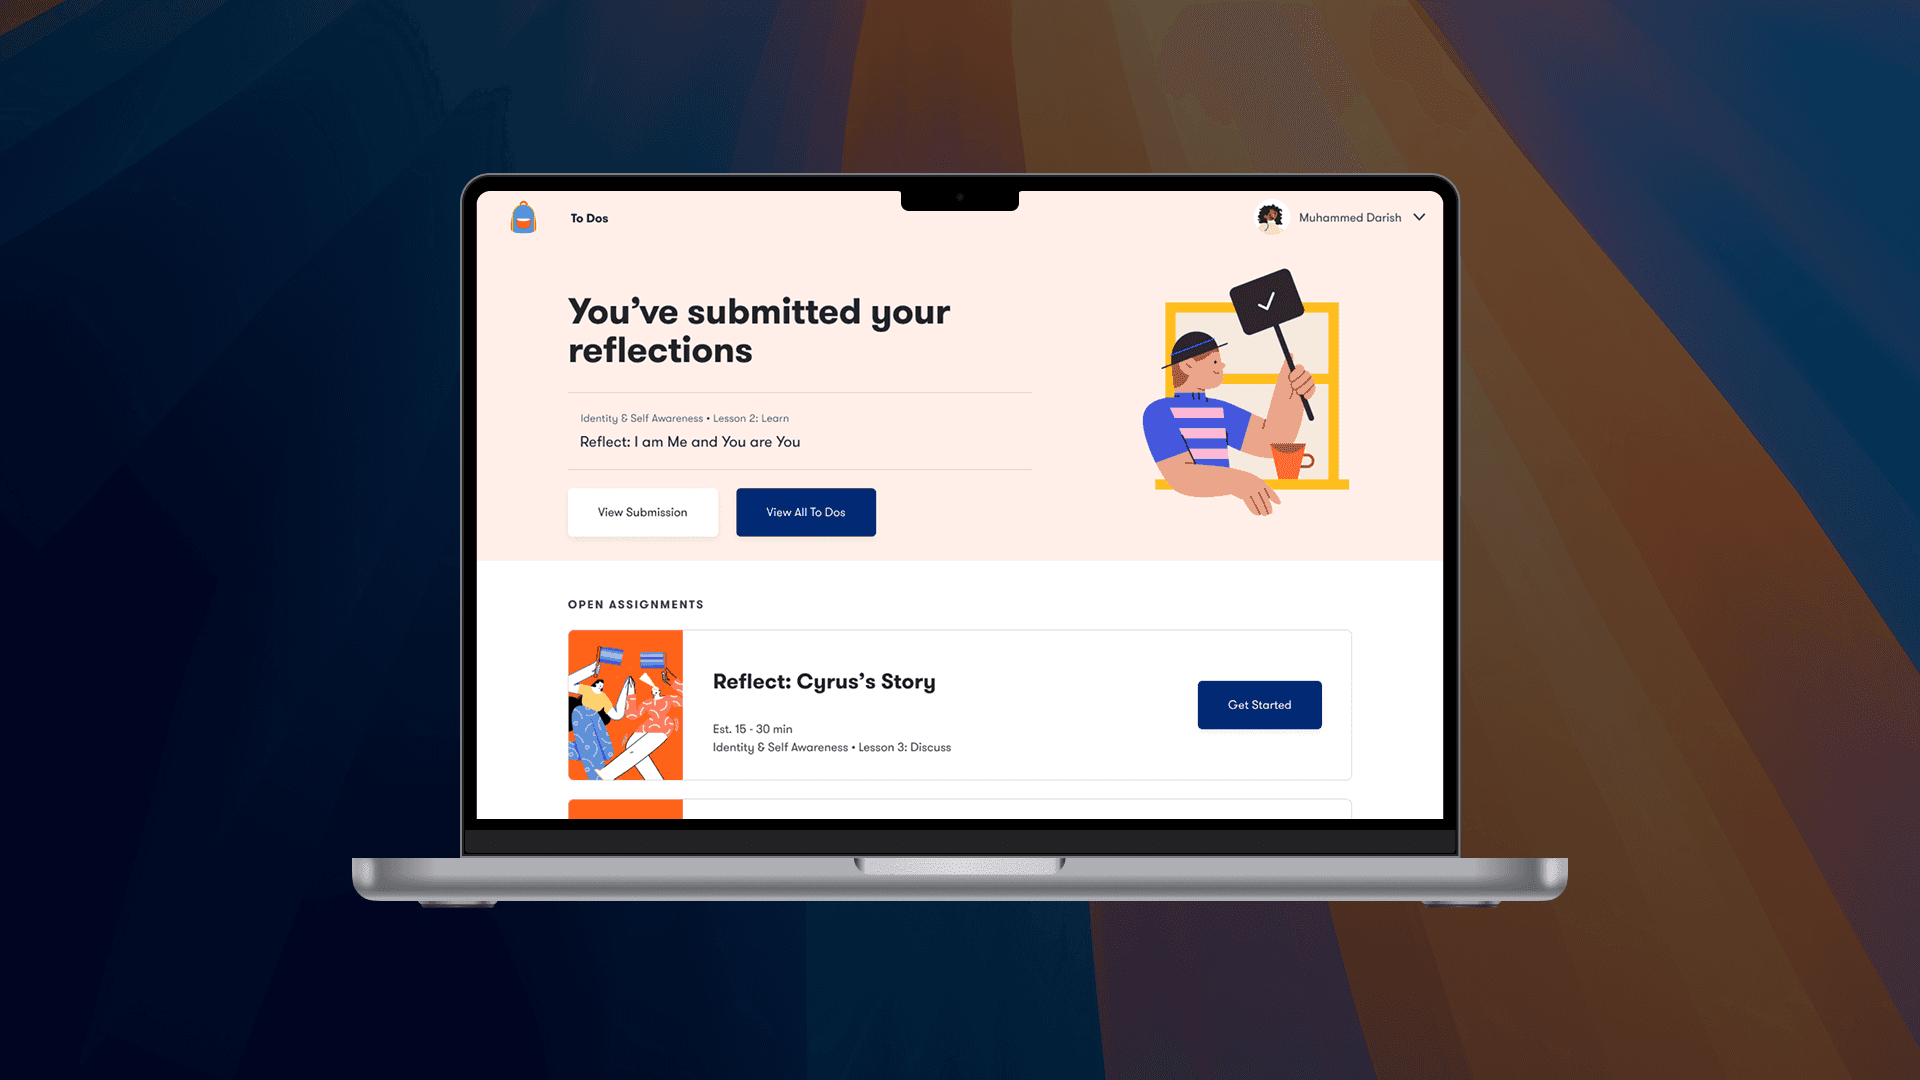 To Dos
Muhammed Darish
You’ve submitted your
reflections
Identity & Self Awareness • Lesson 2: Learn
Reflect: I am Me and You are You
View Submission
View All To Dos
OPEN ASSIGNMENTS
Reflect: Cyrus’s Story
Est. 15 - 30 min
Identity & Self Awareness • Lesson 3: Discuss
Get Started